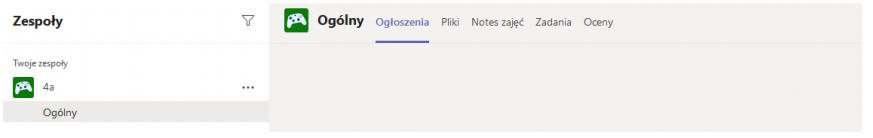 Zespoły
Ogólny Ogłoszenia Pliki Notes zajęć Zadania Oceny
Twoje zespoły
4a
Ogólny